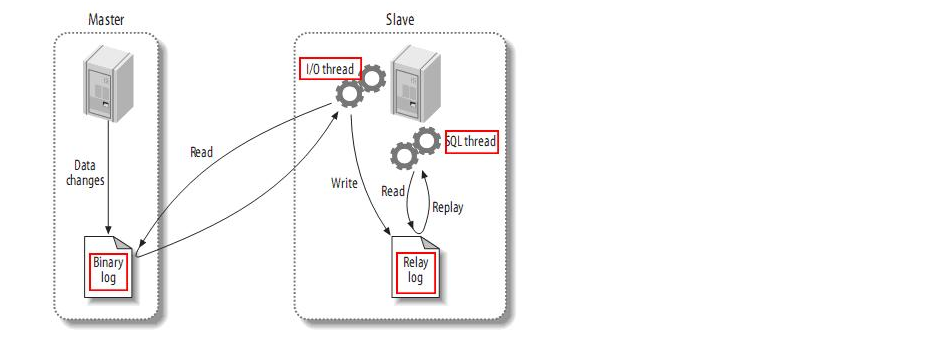 Master
Slave
I/O thread
SQL thread
Read
Data
changes
Write
Read
Replay
Binary
log
Relay
log